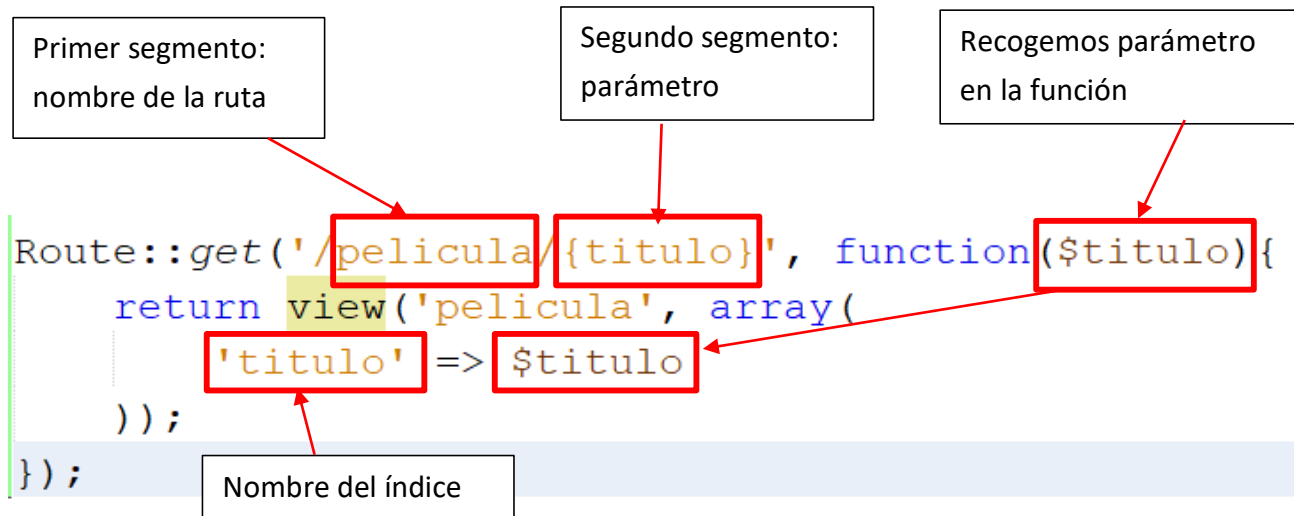 Primer segmento:
nombre de la ruta
Segundo segmento:
parámetro
Recogemos parámetro
en la función
Route::get('/pelicula/{titulo}', function($titulo){
    return view('pelicula', array(
        'titulo' => $titulo
    ));
});
Nombre del índice